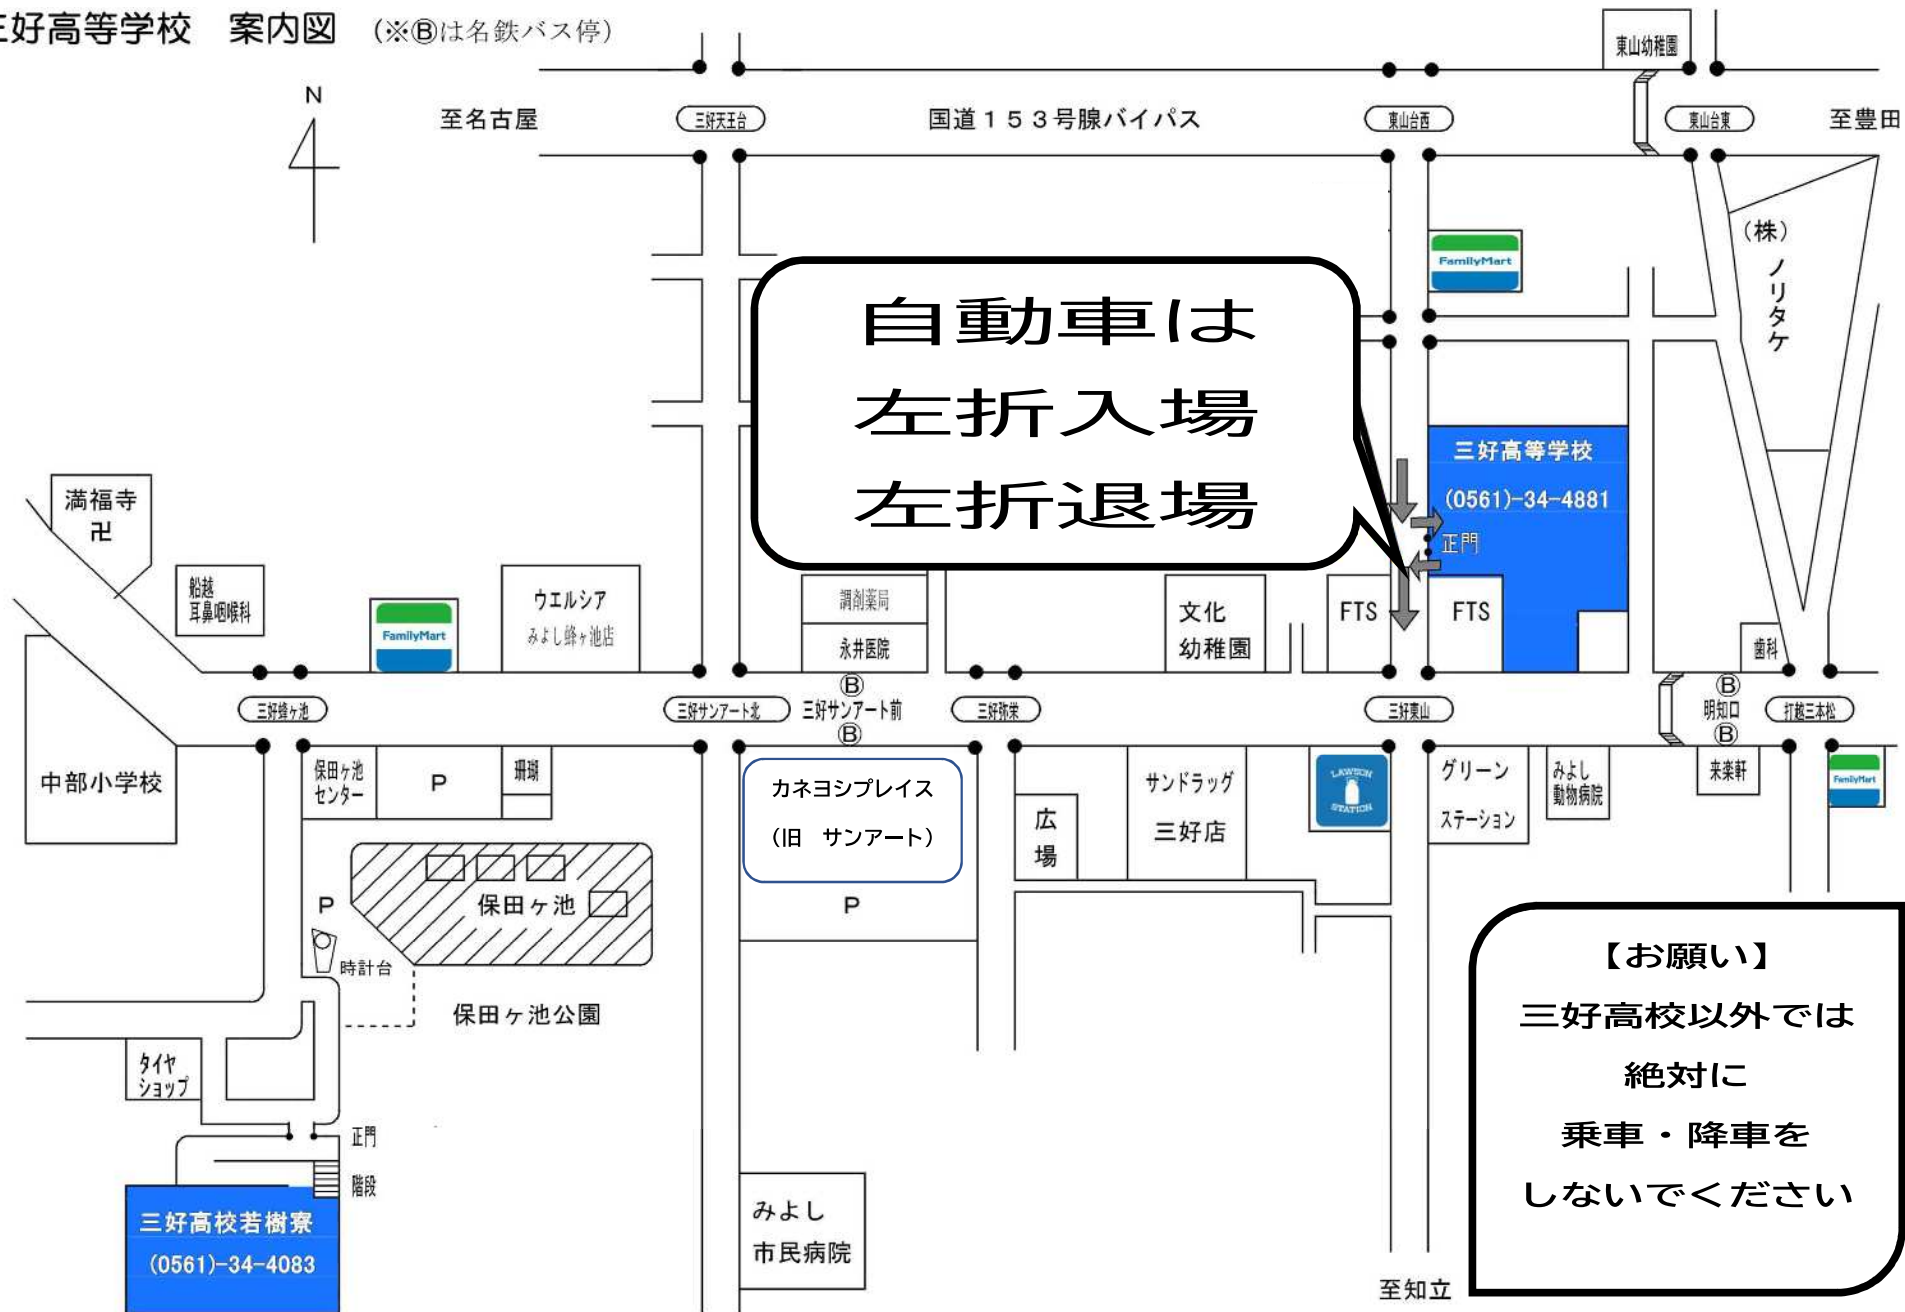 三好高等学校 案内図 (※Ⓑは名鉄バス停)
東山幼稚園
N
至名古屋
三好天王台
国道153号腺バイパス
東山台西
東山台東
至豊田
(株)ノリタケ
FamilyMart
自動車は
左折入場
左折退場
三好高等学校
(0561)-34-4881
正門
満福寺
卍
船越
耳鼻咽喉科
FamilyMart
ウエルシア
みよし蜂ヶ池店
調剤薬局
永井医院
文化
幼稚園
FTS
FTS
歯科
三好蜂ヶ池
三好サンアート北
Ⓑ
三好サンアート前
Ⓑ
三好弥栄
三好東山
Ⓑ
明知口
Ⓑ
打越三本松
中部小学校
保田ヶ池
センター
P
珊瑚
カネヨシプレイス
(旧 サンアート)
P
広場
サンドラッグ
三好店
LAWSON
STATION
グリーン
ステーション
みよし
動物病院
来楽軒
FamilyMart
P
保田ヶ池
時計台
保田ヶ池公園
タイヤ
ショップ
正門
階段
三好高校若樹寮
(0561)-34-4083
みよし
市民病院
至知立
【お願い】
三好高校以外では
絶対に
乗車・降車を
しないでください